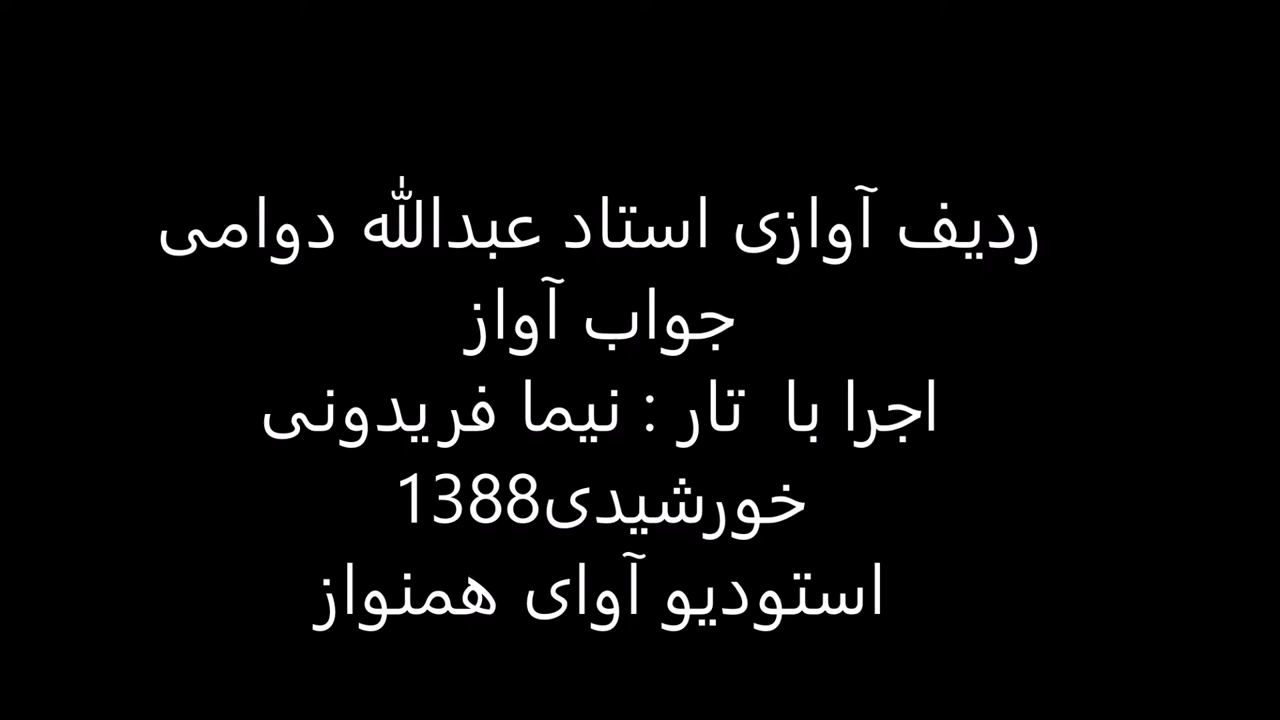 ردیف آوازی استاد عبدالله دوامی
جواب آواز
اجرا با  تار : نیما فریدونی
خورشیدی1388
استودیو آوای همنواز